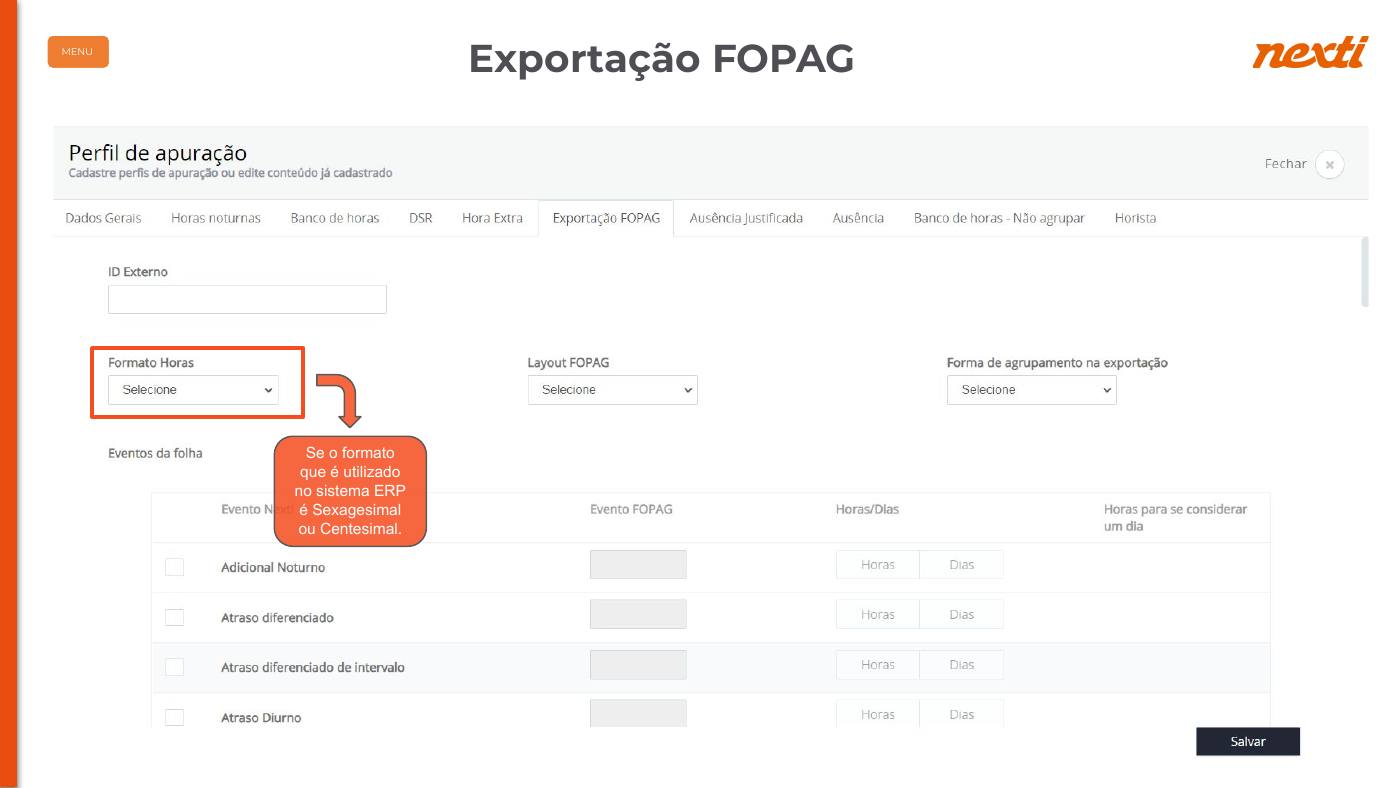 MENU
Exportação FOPAG
nexti
Perfil de apuração
Cadastre perfis de apuração ou edite conteúdo já cadastrado
Fechar
Dados Gerais
Horas noturnas
Banco de horas
DSR
Hora Extra
Exportação FOPAG
Ausência Justificada
Ausência
Banco de horas - Não agrupar
Horista
ID Externo
Formato Horas
Selecione
Layout FOPAG
Selecione
Forma de agrupamento na exportação
Selecione
Se o formato
que é utilizado
no sistema ERP
é Sexagesimal
ou Centesimal.
Eventos da folha
Evento
Evento FOPAG
Horas/Dias
Horas para se considerar
um dia
Adicional Noturno
Horas
Dias
Atraso diferenciado
Horas
Dias
Atraso diferenciado de intervalo
Horas
Dias
Atraso Diurno
Horas
Dias
Salvar